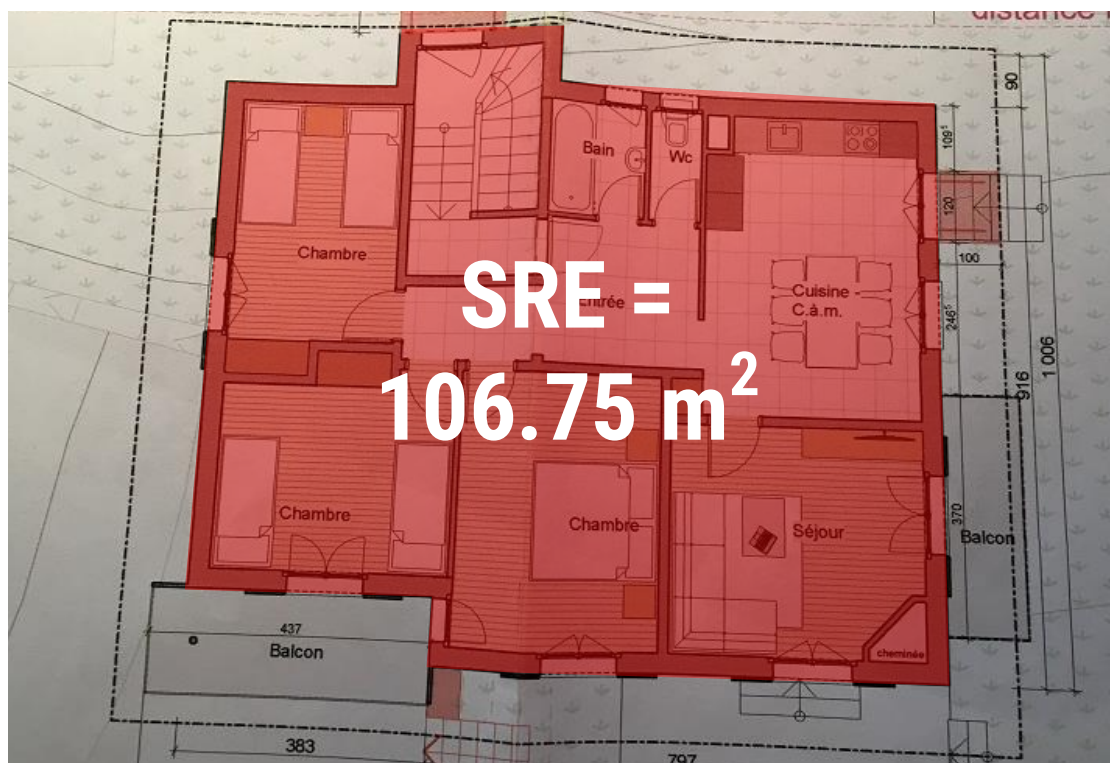 distance
90
109⁵
Bain
Wc
120
Chambre
100
SRE =
Entrée
Cuisine -
C.à.m.
246⁵
1 006
916
106.75 m²
Chambre
Chambre
Séjour
370
Balcon
437
Balcon
cheminée
383
797